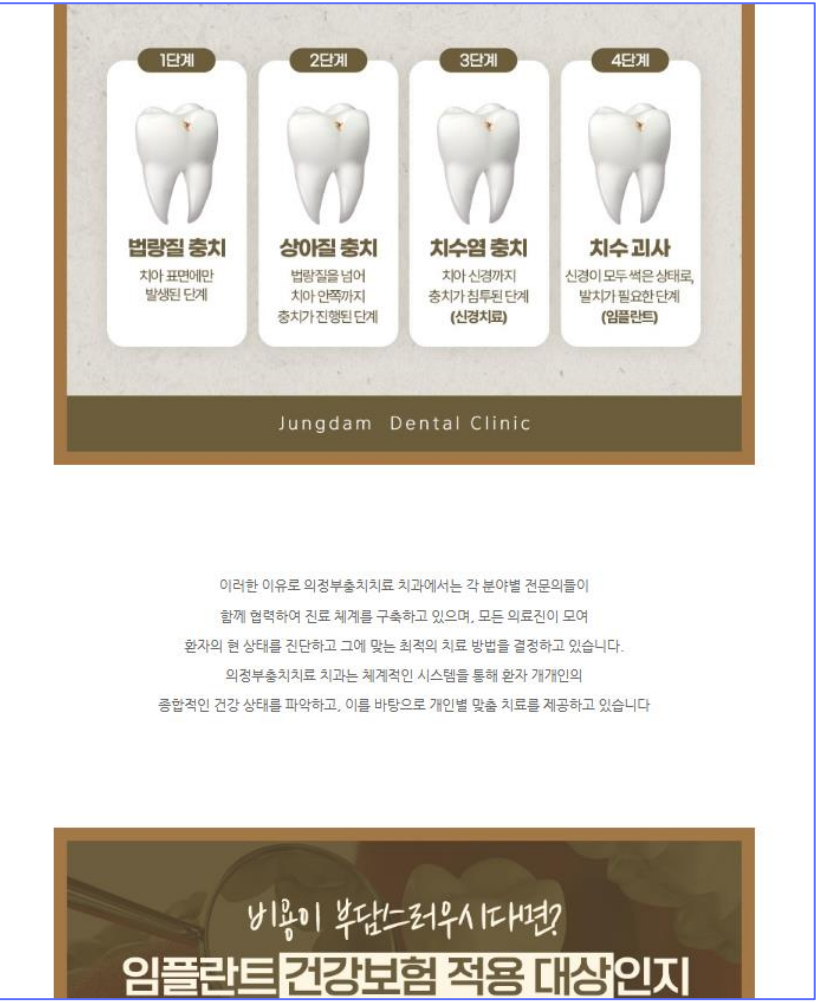 1단계
법랑질 충치
치아 표면에만
발생된 단계
2단계
상아질 충치
법랑질을 넘어
치아 안쪽까지
충치가 진행된 단계
3단계
치수염 충치
치아 신경까지
충치가 침투된 단계
(신경치료)
4단계
치수 괴사
신경이 모두 썩은 상태로,
발치가 필요한 단계
(임플란트)
Jungdam Dental Clinic
이러한 이유로 의정부충치치료 치과에서는 각 분야별 전문의들이
함께 협력하여 진료 체계를 구축하고 있으며, 모든 의료진이 모여
환자의 현 상태를 진단하고 그에 맞는 최적의 치료 방법을 결정하고 있습니다.
의정부충치치료 치과는 체계적인 시스템을 통해 환자 개개인의
종합적인 건강 상태를 파악하고, 이를 바탕으로 개인별 맞춤 치료를 제공하고 있습니다
비용이 부담스러우시다면?
임플란트 건강보험 적용 대상인지